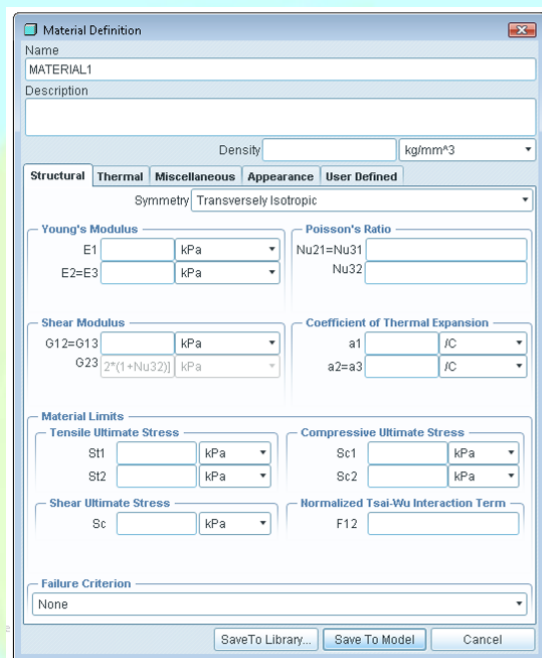 Material Definition
Name
MATERIAL1
Description
Density kg/mm^3
Structural Thermal Miscellaneous Appearance User Defined
Symmetry Transversely Isotropic
Young's Modulus
E1 kPa
E2=E3 kPa
Poisson's Ratio
Nu21=Nu31
Nu32
Shear Modulus
G12=G13 kPa
G23 2*(1+Nu32)] kPa
Coefficient of Thermal Expansion
a1 /C
a2=a3 /C
Material Limits
Tensile Ultimate Stress
St1 kPa
St2 kPa
Compressive Ultimate Stress
Sc1 kPa
Sc2 kPa
Shear Ultimate Stress
Sc kPa
Normalized Tsai-Wu Interaction Term
F12
Failure Criterion
None
SaveTo Library... Save To Model Cancel